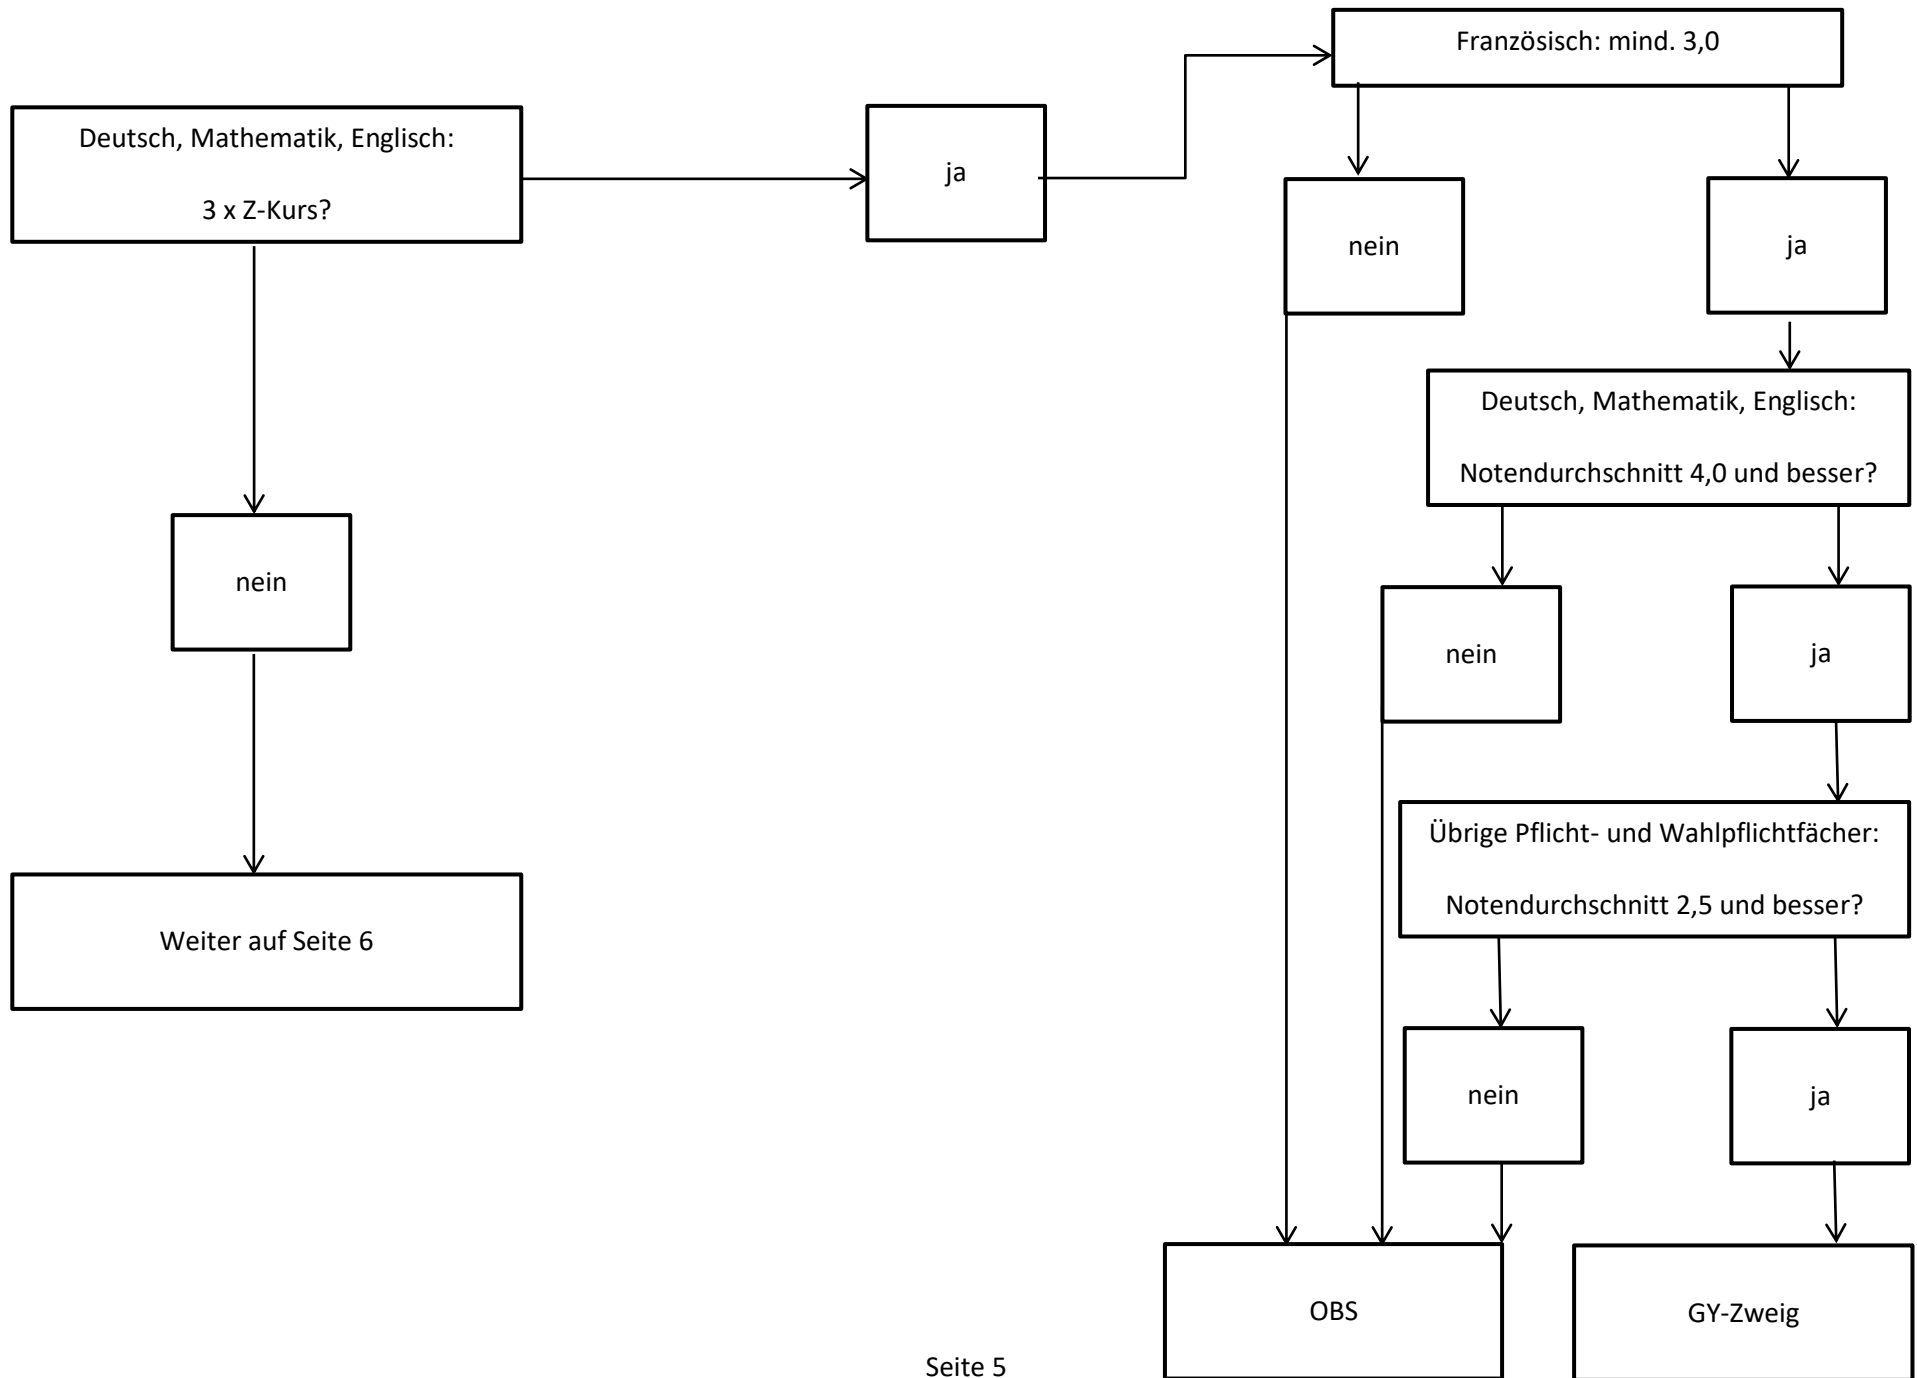 Französisch: mind. 3,0
Deutsch, Mathematik, Englisch:
3 x Z-Kurs?
ja
nein
ja
Deutsch, Mathematik, Englisch:
Notendurchschnitt 4,0 und besser?
nein
nein
ja
Übrige Pflicht- und Wahlpflichtfächer:
Notendurchschnitt 2,5 und besser?
Weiter auf Seite 6
nein
ja
OBS
GY-Zweig
Seite 5